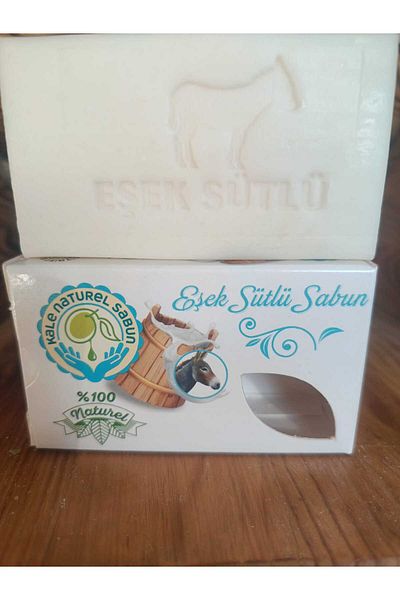 EŞEK SÜTLÜ
KALE NATUREL SABUN
Eşek Sütlü Sabun
%100
Naturel